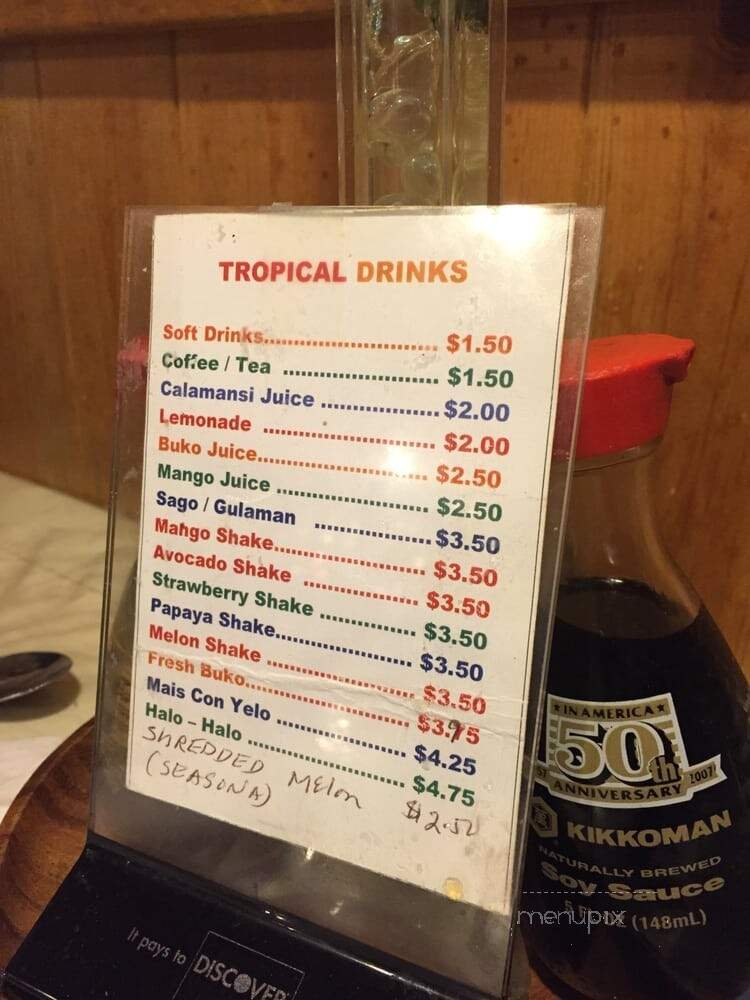 TROPICAL DRINKS
Soft Drinks.............................. $1.50
Coffee / Tea ........................... $1.50
Calamansi Juice .................... $2.00
Lemonade ............................. $2.00
Buko Juice............................. $2.50
Mango Juice .......................... $2.50
Sago / Gulaman .................... $3.50
Mango Shake......................... $3.50
Avocado Shake .................... $3.50
Strawberry Shake ................ $3.50
Papaya Shake....................... $3.50
Melon Shake ......................... $3.50
Fresh Buko............................
Mais Con Yelo ...................... $4.25
Halo – Halo ........................... $4.75
SHREDDED Melon $2.50
(SEASONA)
It pays to DISCOVER
★ IN AMERICA ★
50th
ANNIVERSARY 2007
KIKKOMAN
NATURALLY BREWED
Soy Sauce
(148mL)
menupix